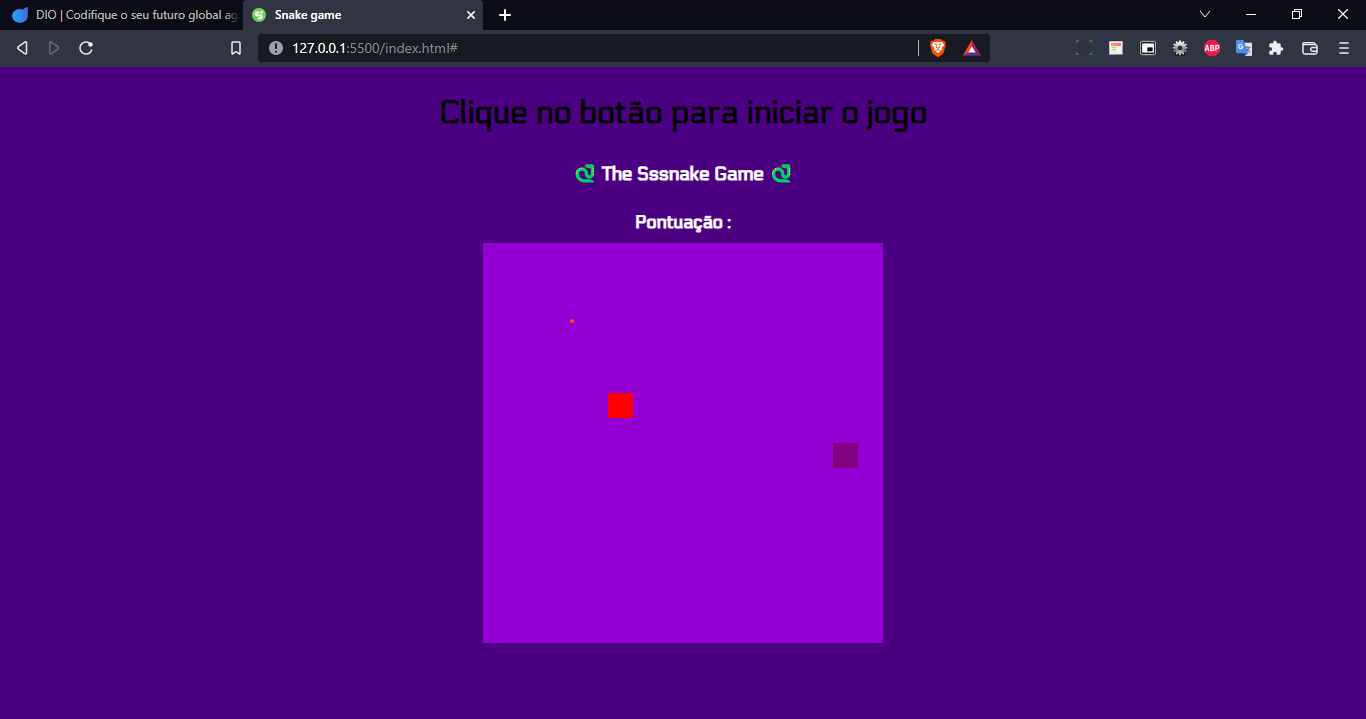 DIO | Codifique o seu futuro global ag
Snake game
127.0.0.1:5500/index.html#
ABP
Clique no botão para iniciar o jogo
The Sssnake Game
Pontuação :